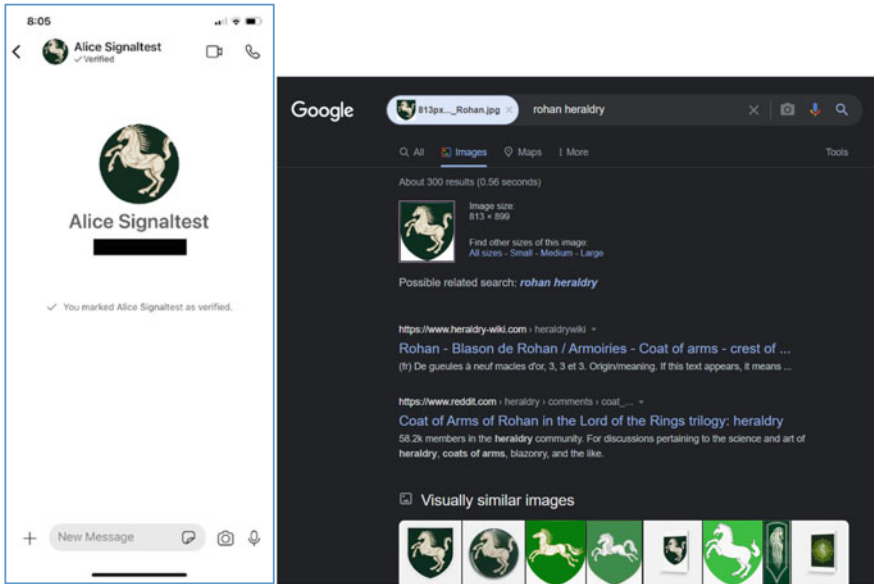 8:05
Alice Signaltest
✓ Verified
Alice Signaltest
✓ You marked Alice Signaltest as verified.
New Message
Google
813px..._Rohan.jpg × rohan heraldry
All Images Maps More Tools
About 300 results (0.56 seconds)
Image size:
813 × 899
Find other sizes of this image:
All sizes - Small - Medium - Large
Possible related search: rohan heraldry
https://www.heraldry-wiki.com › heraldrywiki
Rohan - Blason de Rohan / Armoiries - Coat of arms - crest of ...
(fr) De gueules à neuf macles d'or, 3, 3 et 3. Origin/meaning. If this text appears, it means ...
https://www.reddit.com › heraldry › comments › coat_...
Coat of Arms of Rohan in the Lord of the Rings trilogy: heraldry
58.2k members in the heraldry community. For discussions pertaining to the science and art of
heraldry, coats of arms, blazonry, and the like.
Visually similar images